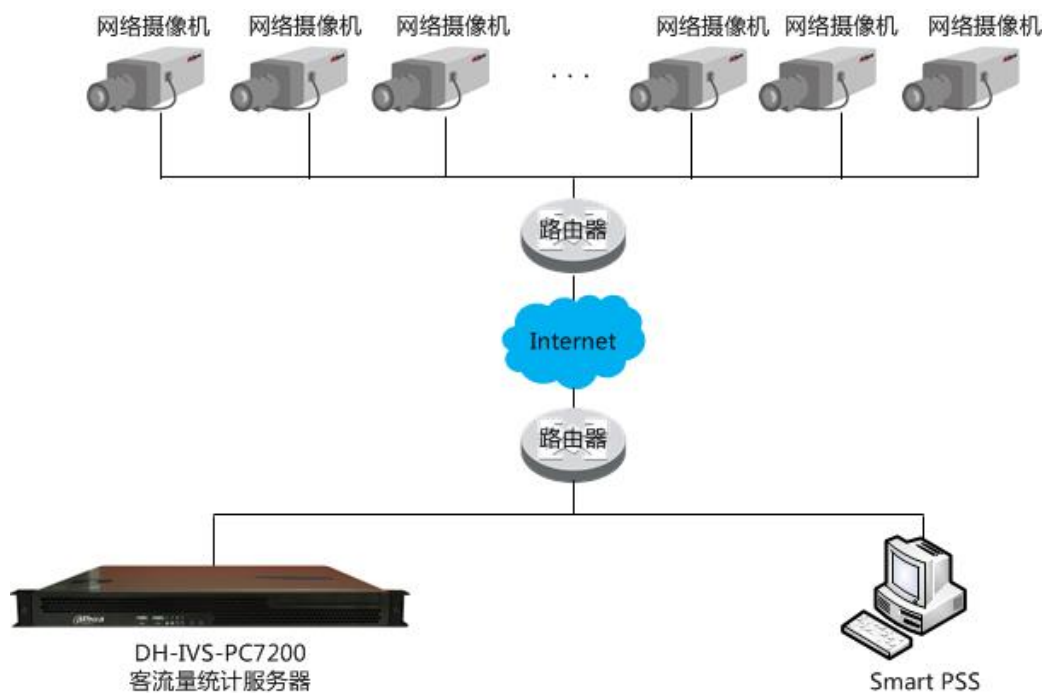 网络摄像机
网络摄像机
网络摄像机
网络摄像机
网络摄像机
网络摄像机
...
路由器
Internet
路由器
alhua
DH-IVS-PC7200
客流量统计服务器
Smart PSS